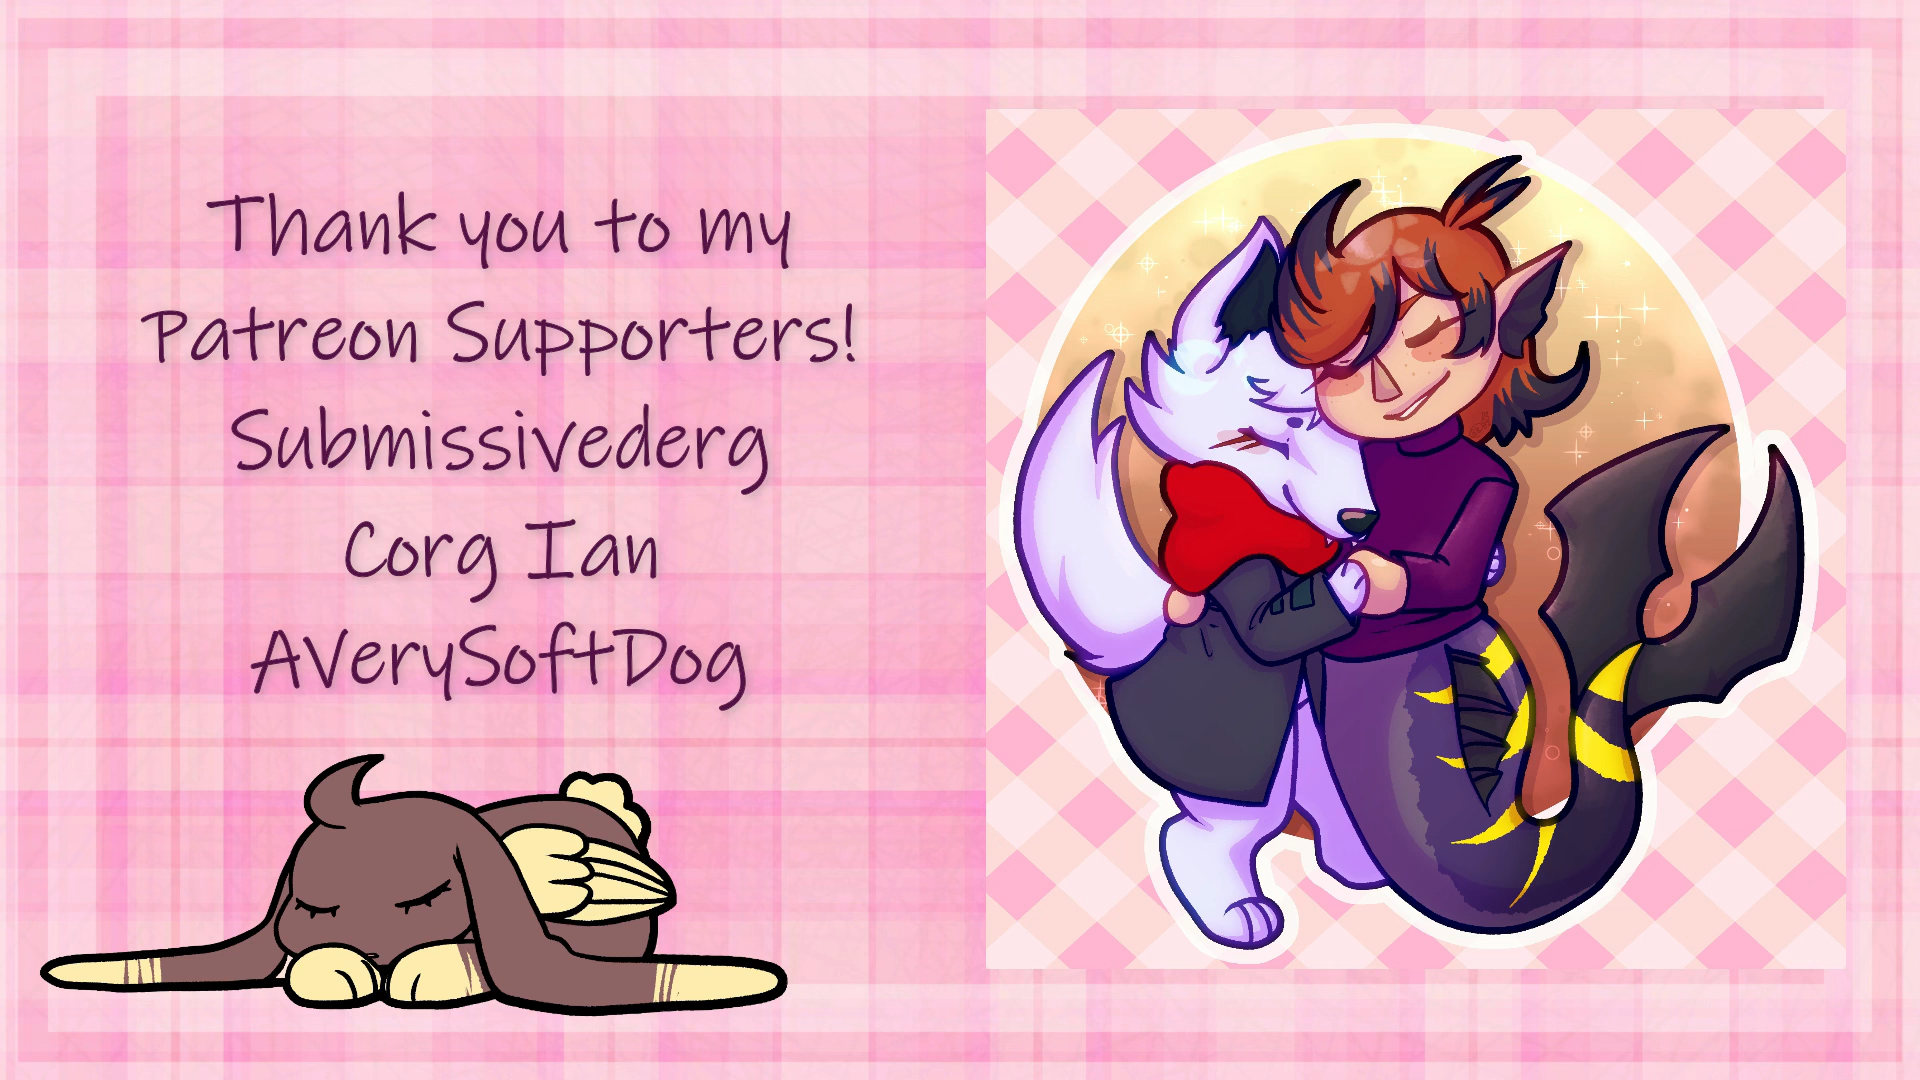 Thank you to my
Patreon Supporters!
Submissivederg
Corg Ian
AVerySoftDog